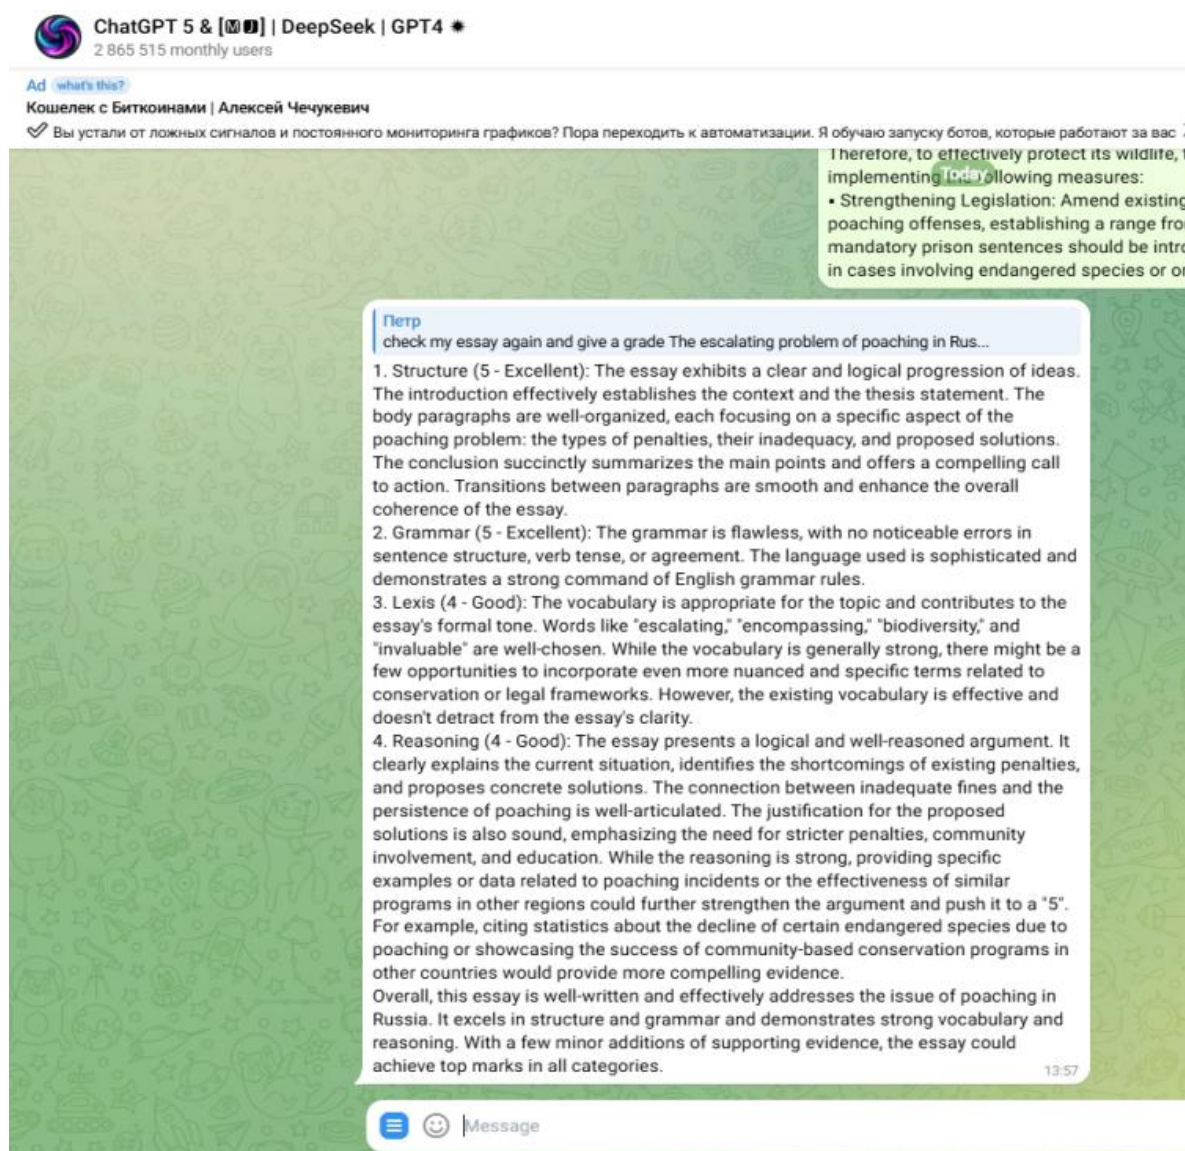 ChatGPT 5 & [🅼🅹] | DeepSeek | GPT4 ✷
2 865 515 monthly users
Ad what's this?
Кошелек с Биткоинами | Алексей Чечукевич
Вы устали от ложных сигналов и постоянного мониторинга графиков? Пора переходить к автоматизации. Я обучаю запуску ботов, которые работают за вас
Therefore, to effectively protect its wildlife,
Today
implementing following measures:
• Strengthening Legislation: Amend existing
poaching offenses, establishing a range
mandatory prison sentences should be
in cases involving endangered species or
Петр
check my essay again and give a grade The escalating problem of poaching in Rus...
1. Structure (5 - Excellent): The essay exhibits a clear and logical progression of ideas.
The introduction effectively establishes the context and the thesis statement. The
body paragraphs are well-organized, each focusing on a specific aspect of the
poaching problem: the types of penalties, their inadequacy, and proposed solutions.
The conclusion succinctly summarizes the main points and offers a compelling call
to action. Transitions between paragraphs are smooth and enhance the overall
coherence of the essay.
2. Grammar (5 - Excellent): The grammar is flawless, with no noticeable errors in
sentence structure, verb tense, or agreement. The language used is sophisticated and
demonstrates a strong command of English grammar rules.
3. Lexis (4 - Good): The vocabulary is appropriate for the topic and contributes to the
essay's formal tone. Words like "escalating," "encompassing," "biodiversity," and
"invaluable" are well-chosen. While the vocabulary is generally strong, there might be a
few opportunities to incorporate even more nuanced and specific terms related to
conservation or legal frameworks. However, the existing vocabulary is effective and
doesn't detract from the essay's clarity.
4. Reasoning (4 - Good): The essay presents a logical and well-reasoned argument. It
clearly explains the current situation, identifies the shortcomings of existing penalties,
and proposes concrete solutions. The connection between inadequate fines and the
persistence of poaching is well-articulated. The justification for the proposed
solutions is also sound, emphasizing the need for stricter penalties, community
involvement, and education. While the reasoning is strong, providing specific
examples or data related to poaching incidents or the effectiveness of similar
programs in other regions could further strengthen the argument and push it to a "5".
For example, citing statistics about the decline of certain endangered species due to
poaching or showcasing the success of community-based conservation programs in
other countries would provide more compelling evidence.
Overall, this essay is well-written and effectively addresses the issue of poaching in
Russia. It excels in structure and grammar and demonstrates strong vocabulary and
reasoning. With a few minor additions of supporting evidence, the essay could
achieve top marks in all categories.
13:57
Message